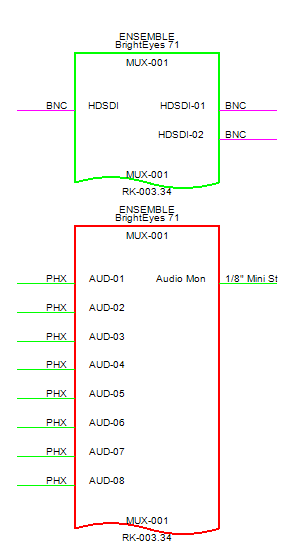 ENSEMBLE
BrightEyes 71
MUX-001
BNC HDSDI HDSDI-01 BNC
HDSDI-02 BNC
MUX-001
RK-003.34
ENSEMBLE
BrightEyes 71
MUX-001
PHX AUD-01 Audio Mon 1/8" Mini St
PHX AUD-02
PHX AUD-03
PHX AUD-04
PHX AUD-05
PHX AUD-06
PHX AUD-07
PHX AUD-08
MUX-001
RK-003.34